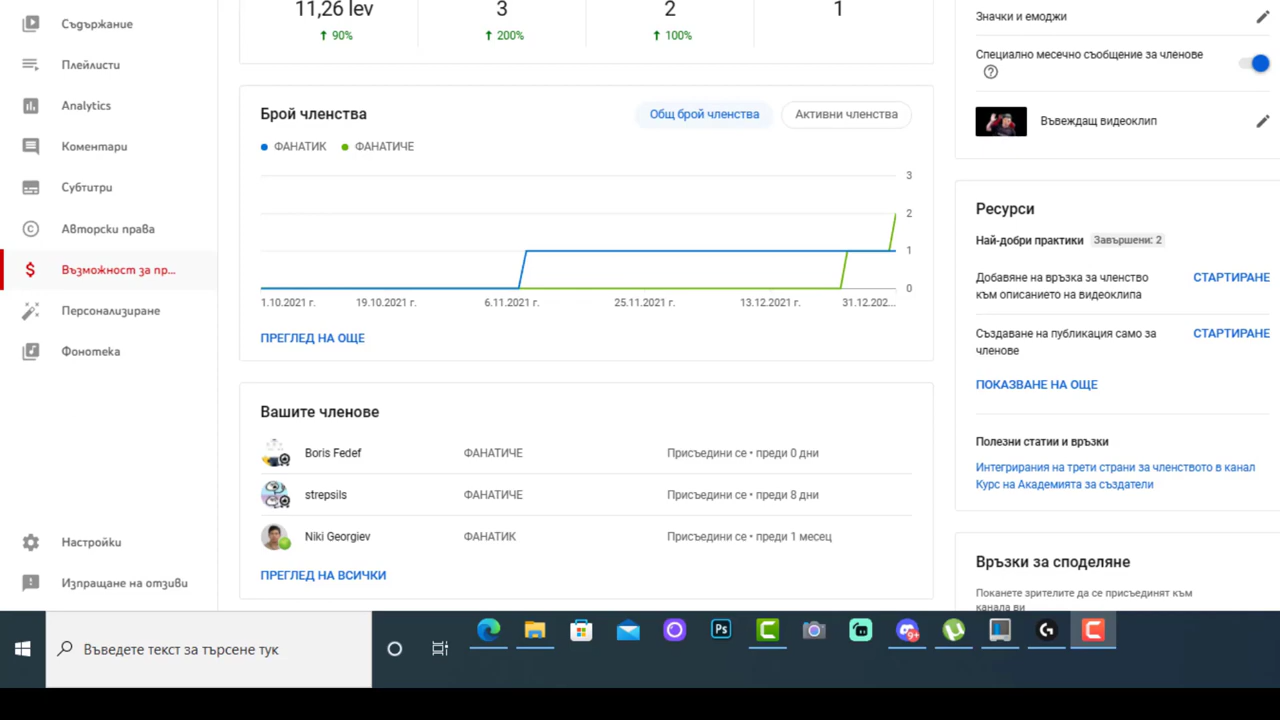 Съдържание
Плейлисти
Analytics
Коментари
Субтитри
Авторски права
Възможност за пр...
Персонализиране
Фонотека
Настройки
Изпращане на отзиви
11,26 lev
3
2
1
90%
200%
100%
Брой членства
Общ брой членства
Активни членства
ФАНАТИК
ФАНАТИЧЕ
3
2
1
0
1.10.2021 г.
19.10.2021 г.
6.11.2021 г.
25.11.2021 г.
13.12.2021 г.
31.12.202...
ПРЕГЛЕД НА ОЩЕ
Вашите членове
Boris Fedef ФАНАТИЧЕ Присъедини се • преди 0 дни
strepsils ФАНАТИЧЕ Присъедини се • преди 8 дни
Niki Georgiev ФАНАТИК Присъедини се • преди 1 месец
ПРЕГЛЕД НА ВСИЧКИ
Значки и емоджи
Специално месечно съобщение за членове
Въвеждащ видеоклип
Ресурси
Най-добри практики Завършени: 2
Добавяне на връзка за членство
към описанието на видеоклипа
СТАРТИРАНЕ
Създаване на публикация само за
членове
СТАРТИРАНЕ
ПОКАЗВАНЕ НА ОЩЕ
Полезни статии и връзки
Интегрирания на трети страни за членството в канал
Курс на Академията за създатели
Връзки за споделяне
Поканете зрителите да се присъединят към
канала ви
Въведете текст за търсене тук
Ps
9+